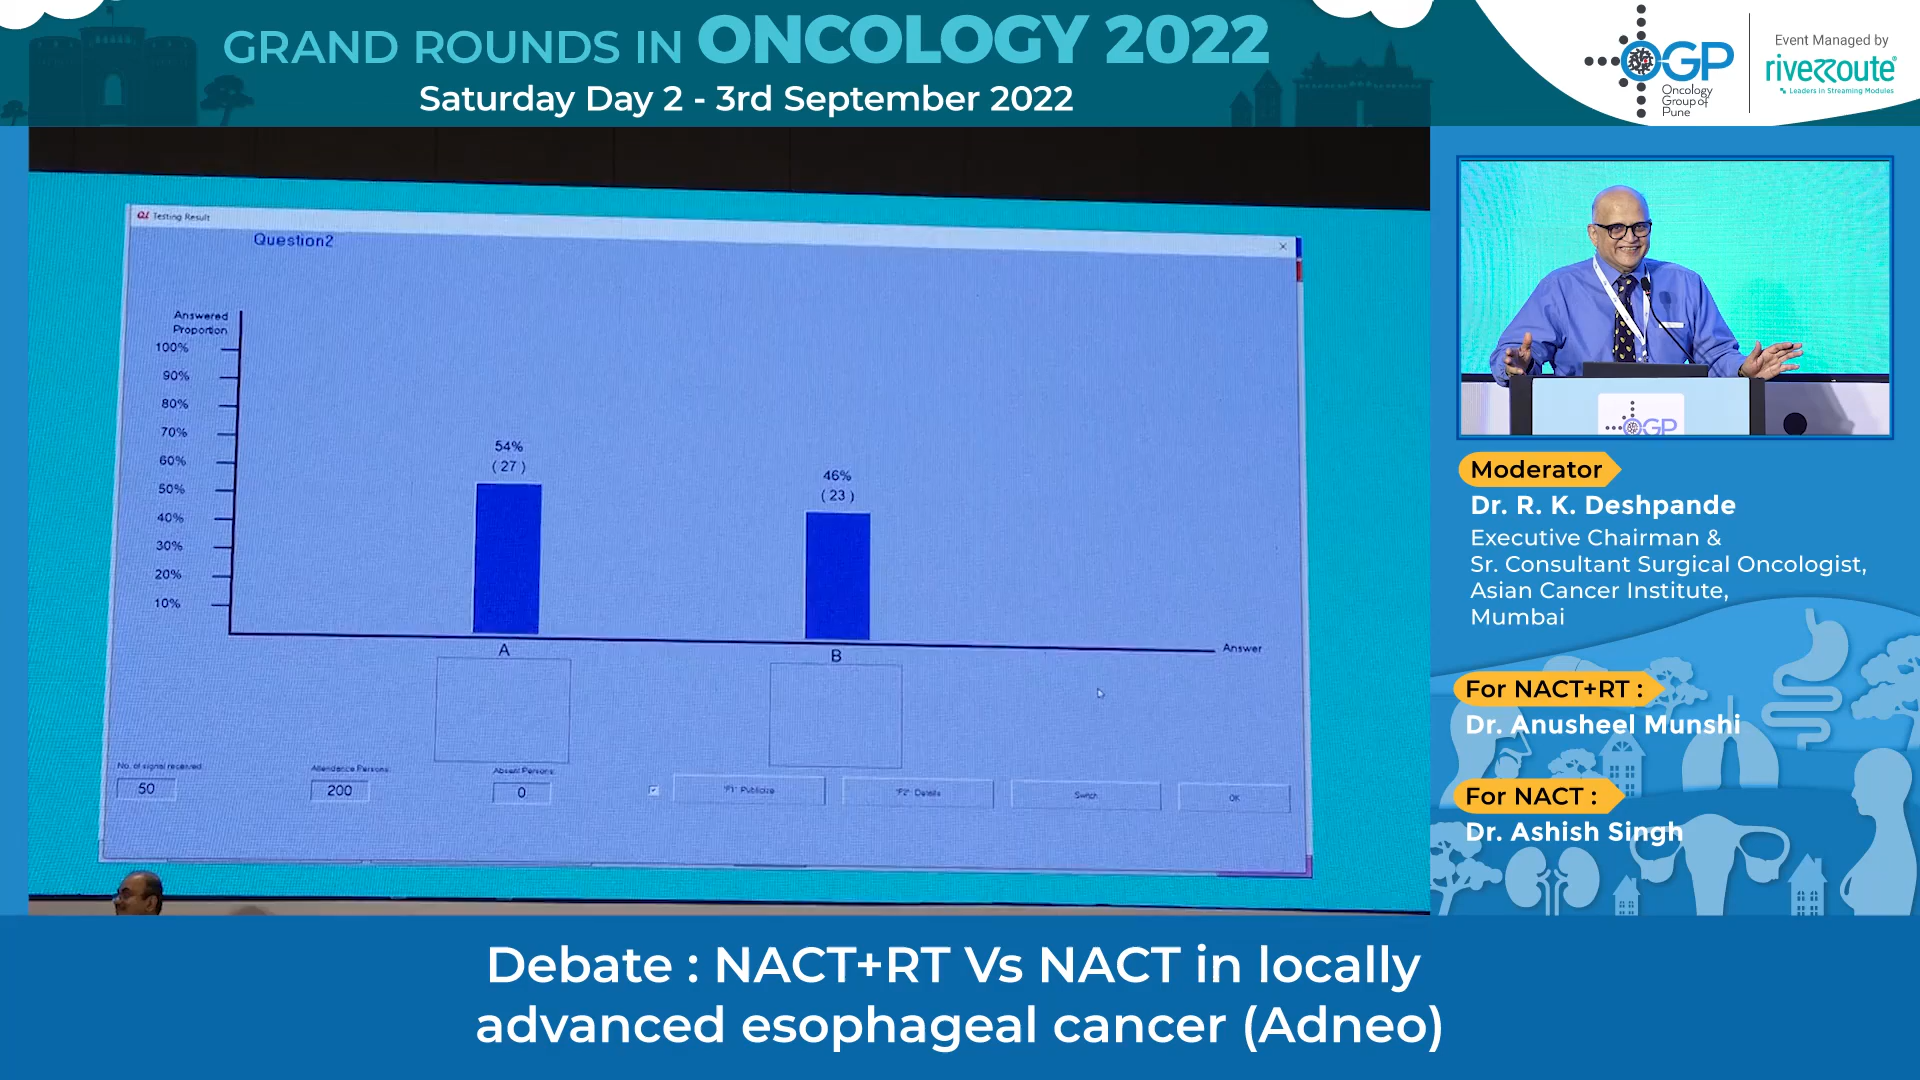 GRAND ROUNDS IN ONCOLOGY 2022
Saturday Day 2 - 3rd September 2022
OGP
Oncology
Group of
Pune
Event Managed by
riverroute
Leaders in Streaming Modules
Testing Result
Question2
Answered
Proportion
100%
90%
80%
70%
60%
50%
40%
30%
20%
10%
54%
(27)
46%
(23)
A
B
Answer
No. of signal received:
50
Attendance Persons:
200
Absent Persons:
0
"F1" Publicize
"F2" Details
Switch
OK
OGP
Moderator
Dr. R. K. Deshpande
Executive Chairman &
Sr. Consultant Surgical Oncologist,
Asian Cancer Institute,
Mumbai
For NACT+RT :
Dr. Anusheel Munshi
For NACT :
Dr. Ashish Singh
Debate : NACT+RT Vs NACT in locally
advanced esophageal cancer (Adneo)